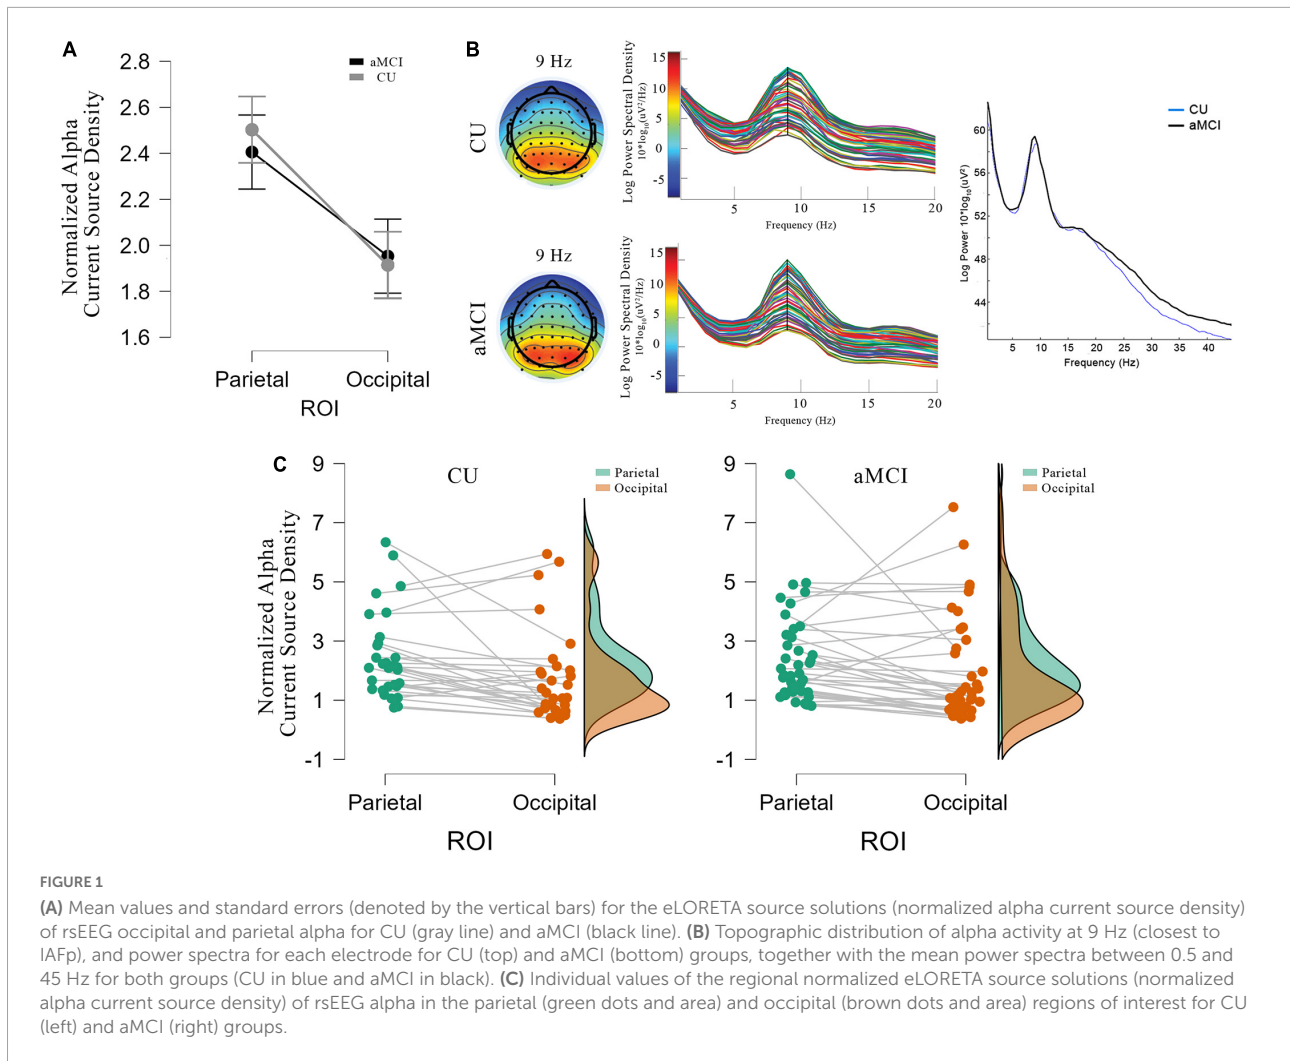 A
2.8
2.6
2.4
2.2
2.0
1.8
1.6
Normalized Alpha
Current Source Density
aMCI
CU
Parietal
Occipital
ROI
B
9 Hz
CU
15
10
5
0
-5
Log Power Spectral Density
10*log10(uV2/Hz)
5
10
15
20
Frequency (Hz)
9 Hz
aMCI
15
10
5
0
-5
Log Power Spectral Density
10*log10(uV2/Hz)
5
10
15
20
Frequency (Hz)
CU
aMCI
60
56
52
48
44
Log Power 10*log10(uV2)
5
10
15
20
25
30
35
40
Frequency (Hz)
C
9
7
5
3
1
-1
Normalized Alpha
Current Source Density
CU
Parietal
Occipital
Parietal
Occipital
ROI
9
7
5
3
1
-1
aMCI
Parietal
Occipital
Parietal
Occipital
ROI
FIGURE 1
(A) Mean values and standard errors (denoted by the vertical bars) for the eLORETA source solutions (normalized alpha current source density)
of rsEEG occipital and parietal alpha for CU (gray line) and aMCI (black line). (B) Topographic distribution of alpha activity at 9 Hz (closest to
IAFp), and power spectra for each electrode for CU (top) and aMCI (bottom) groups, together with the mean power spectra between 0.5 and
45 Hz for both groups (CU in blue and aMCI in black). (C) Individual values of the regional normalized eLORETA source solutions (normalized
alpha current source density) of rsEEG alpha in the parietal (green dots and area) and occipital (brown dots and area) regions of interest for CU
(left) and aMCI (right) groups.